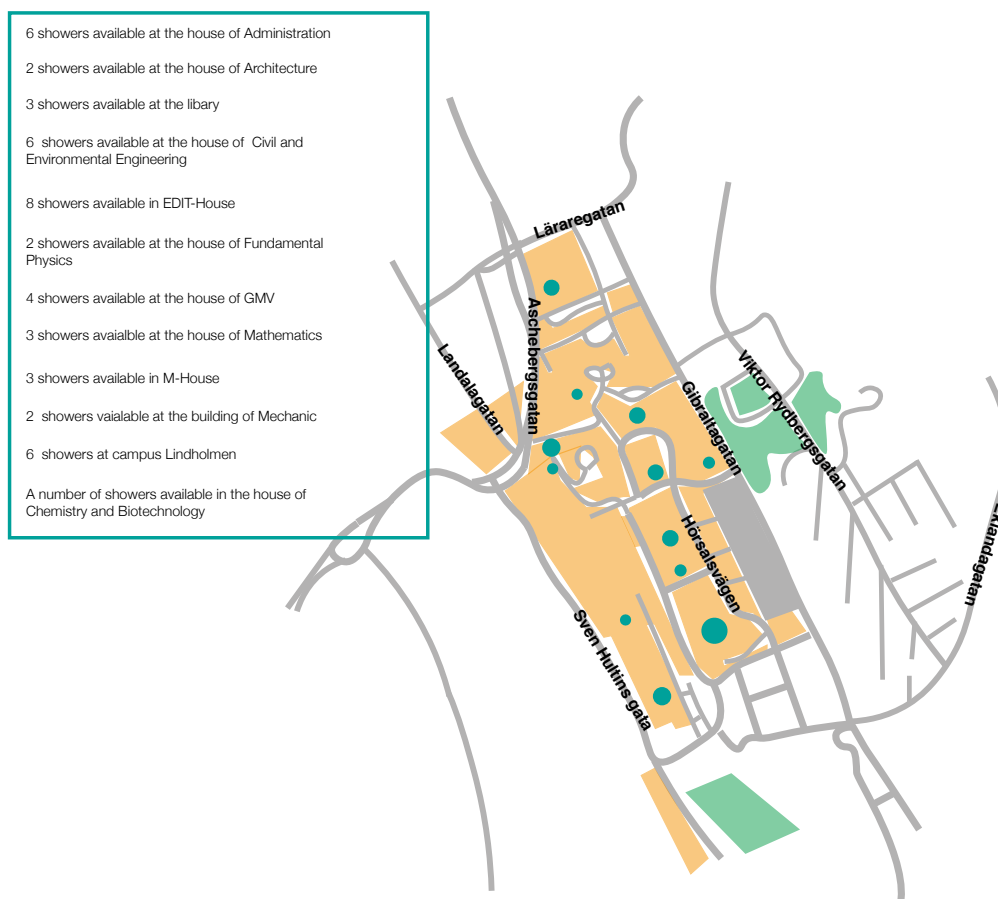 6 showers available at the house of Administration
2 showers available at the house of Architecture
3 showers available at the libary
6  showers available at the house of  Civil and
Environmental Engineering
8 showers available in EDIT-House
2 showers available at the house of Fundamental
Physics
4 showers available at the house of GMV
3 showers avaialble at the house of Mathematics
3 showers available in M-House
2  showers vaialable at the building of Mechanic
6  showers at campus Lindholmen
A number of showers available in the house of
Chemistry and Biotechnology
Läraregatan
Aschebergsgatan
Landalagatan
Gibraltagatan
Viktor Rydbergsgatan
Hörsalsvägen
Sven Hultins gata